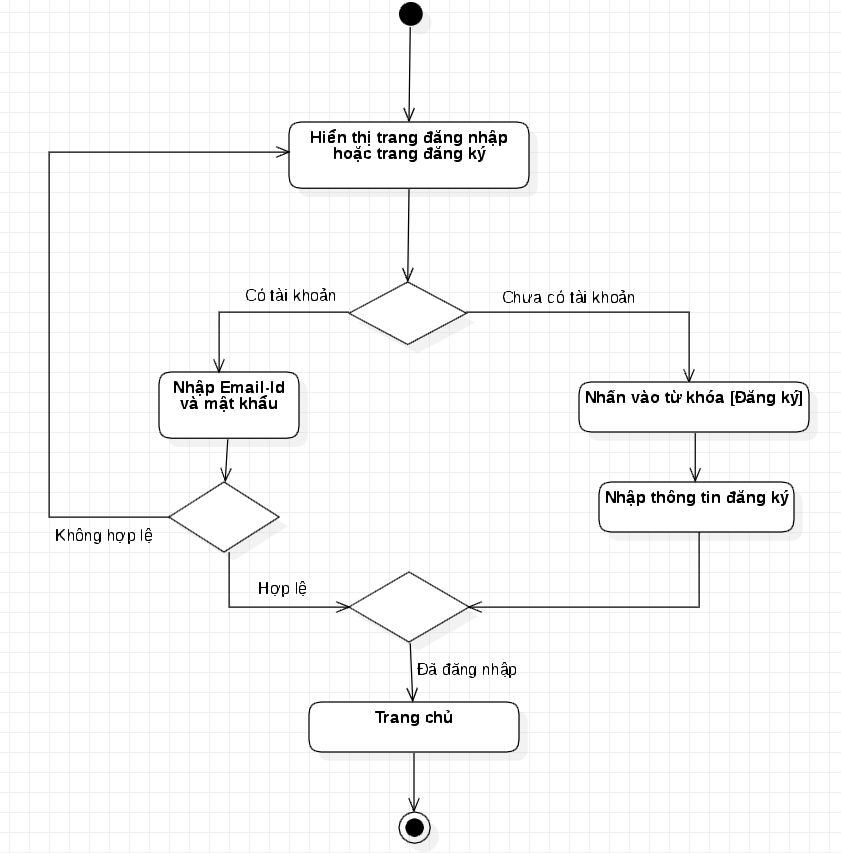 Hiển thị trang đăng nhập
hoặc trang đăng ký
Có tài khoản
Chưa có tài khoản
Nhập Email-Id
và mật khẩu
Nhấn vào từ khóa [Đăng ký]
Nhập thông tin đăng ký
Không hợp lệ
Hợp lệ
Đã đăng nhập
Trang chủ